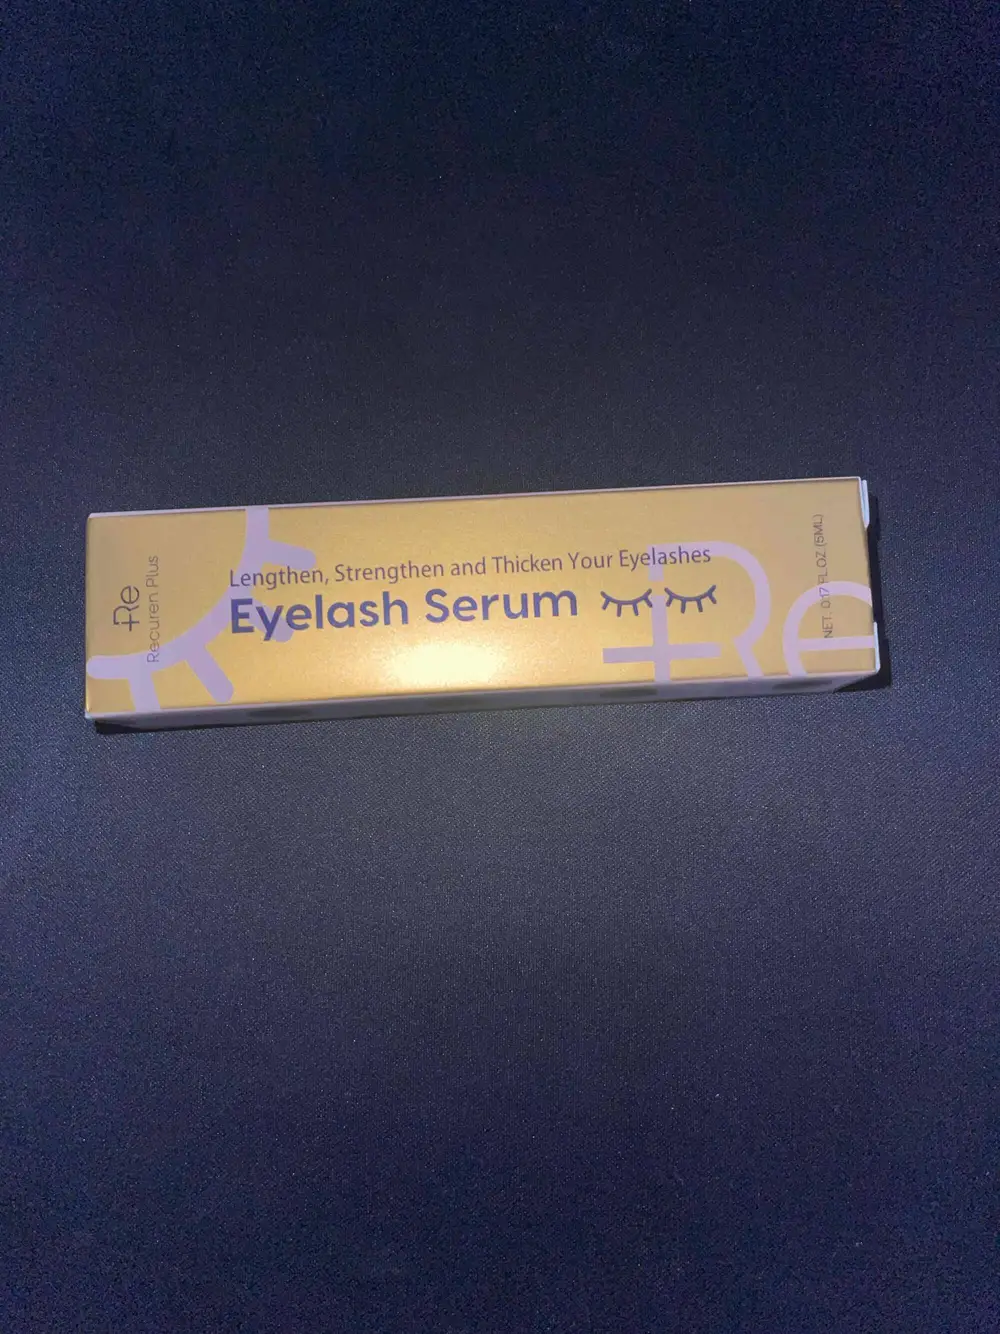 +Re
Recuren Plus
Lengthen, Strengthen and Thicken Your Eyelashes
Eyelash Serum
+Re
NET. 0.17 FL.OZ (5ML)